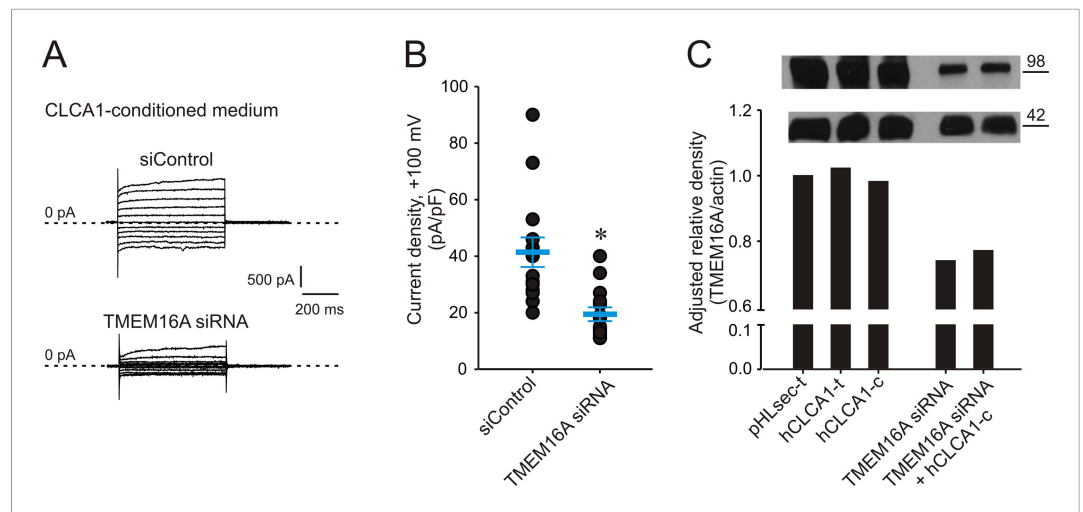 A
CLCA1-conditioned medium
siControl
0 pA
500 pA
200 ms
TMEM16A siRNA
0 pA
B
Current density, +100 mV
(pA/pF)
100
80
60
40
20
0
*
siControl
TMEM16A siRNA
C
98
42
Adjusted relative density
(TMEM16A/actin)
1.2
1.0
0.8
0.6
0.1
0.0
pHLsec-t
hCLCA1-t
hCLCA1-c
TMEM16A siRNA
TMEM16A siRNA
+ hCLCA1-c